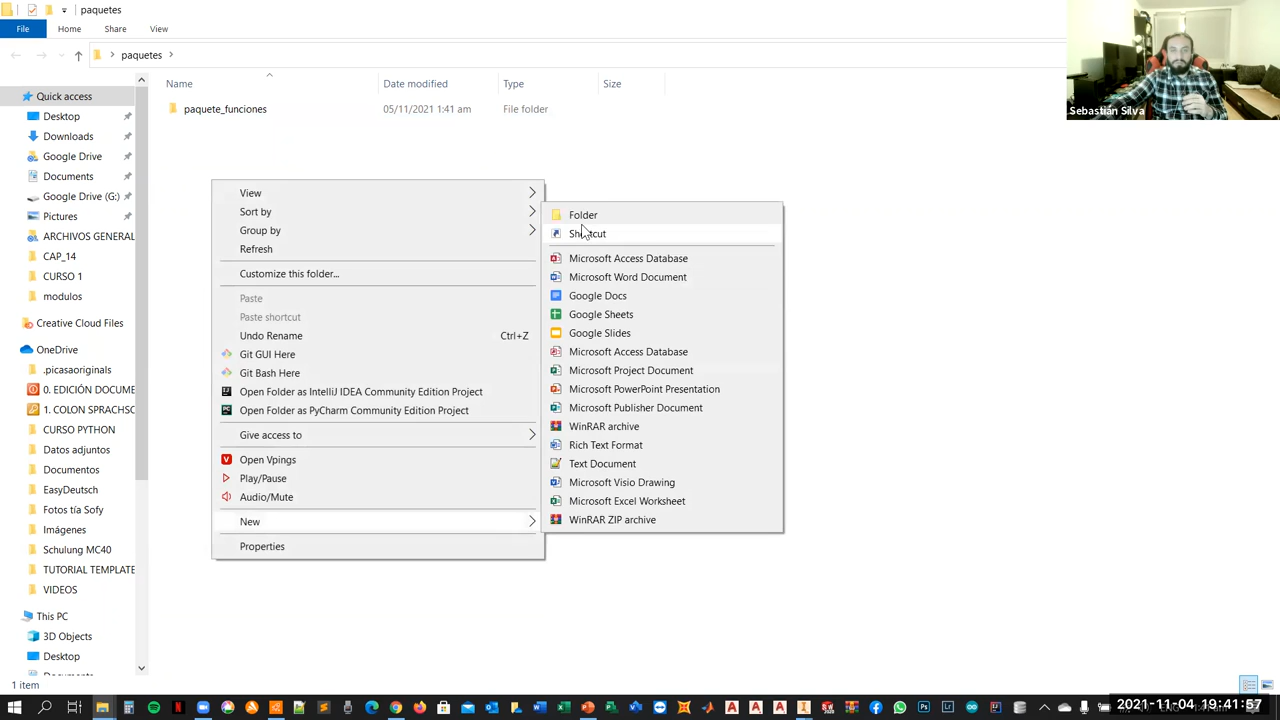 paquetes
File
Home
Share
View
paquetes
Name
Date modified
Type
Size
paquete_funciones
05/11/2021 1:41 am
File folder
Quick access
Desktop
Downloads
Google Drive
Documents
Google Drive (G:)
Pictures
ARCHIVOS GENERAL
CAP_14
CURSO 1
modulos
Creative Cloud Files
OneDrive
.picasaoriginals
0. EDICIÓN DOCUME
1. COLON SPRACHSC
CURSO PYTHON
Datos adjuntos
Documentos
EasyDeutsch
Fotos tía Sofy
Imágenes
Schulung MC40
TUTORIAL TEMPLATE
VIDEOS
This PC
3D Objects
Desktop
View
Sort by
Group by
Refresh
Customize this folder...
Paste
Paste shortcut
Undo Rename
Ctrl+Z
Git GUI Here
Git Bash Here
Open Folder as IntelliJ IDEA Community Edition Project
Open Folder as PyCharm Community Edition Project
Give access to
Open Vpings
Play/Pause
Audio/Mute
New
Properties
Folder
Shortcut
Microsoft Access Database
Microsoft Word Document
Google Docs
Google Sheets
Google Slides
Microsoft Access Database
Microsoft Project Document
Microsoft PowerPoint Presentation
Microsoft Publisher Document
WinRAR archive
Rich Text Format
Text Document
Microsoft Visio Drawing
Microsoft Excel Worksheet
WinRAR ZIP archive
Sebastián Silva
1 item
2021-11-04 19:41:57